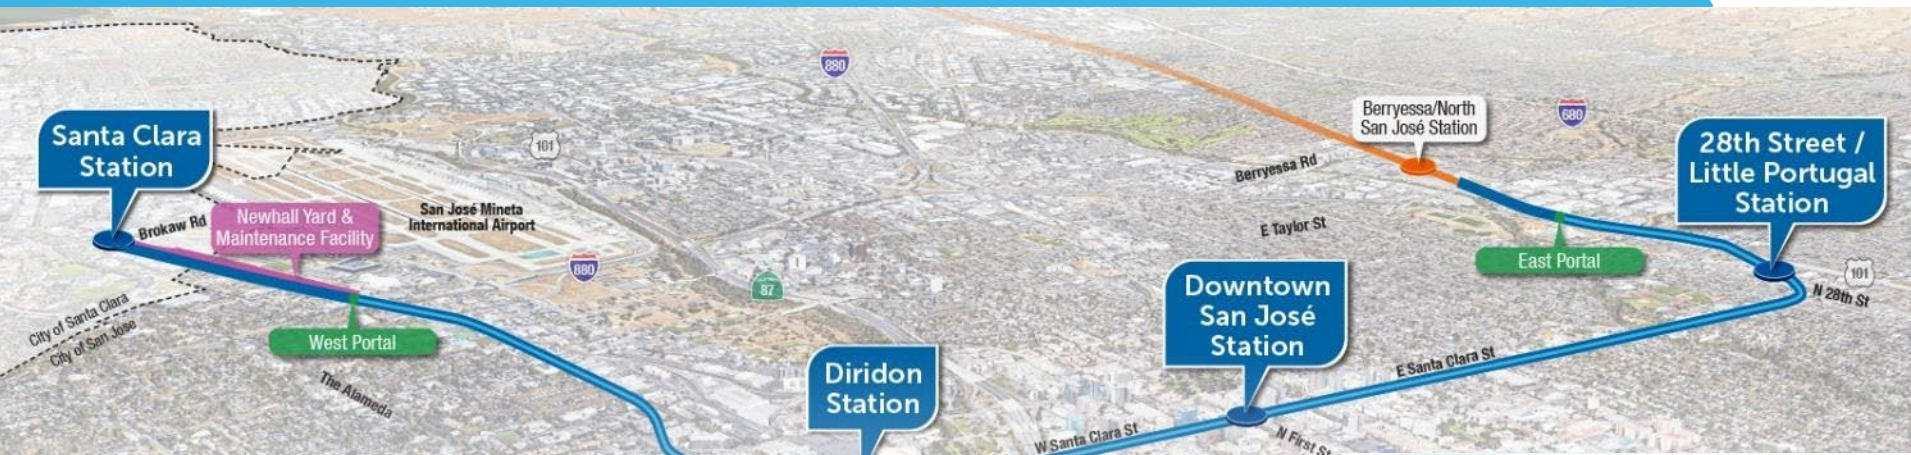 880
Santa Clara
Station
101
Berryessa/North
San José Station
680
28th Street /
Little Portugal
Station
Berryessa Rd
Brokaw Rd
Newhall Yard &
Maintenance Facility
San José Mineta
International Airport
E Taylor St
East Portal
880
87
Downtown
San José
Station
101
N 28th St
City of Santa Clara
City of San Jose
West Portal
The Alameda
Diridon
Station
E Santa Clara St
W Santa Clara St
N First St